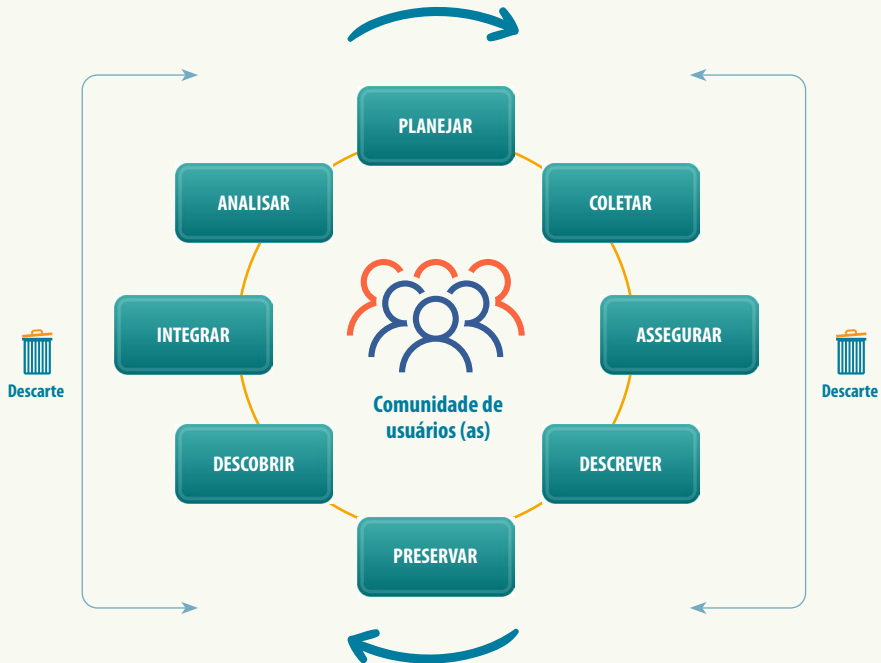 PLANEJAR
ANALISAR
COLETAR
INTEGRAR
ASSEGURAR
Descarte
Descarte
Comunidade de
usuários (as)
DESCOBRIR
DESCREVER
PRESERVAR